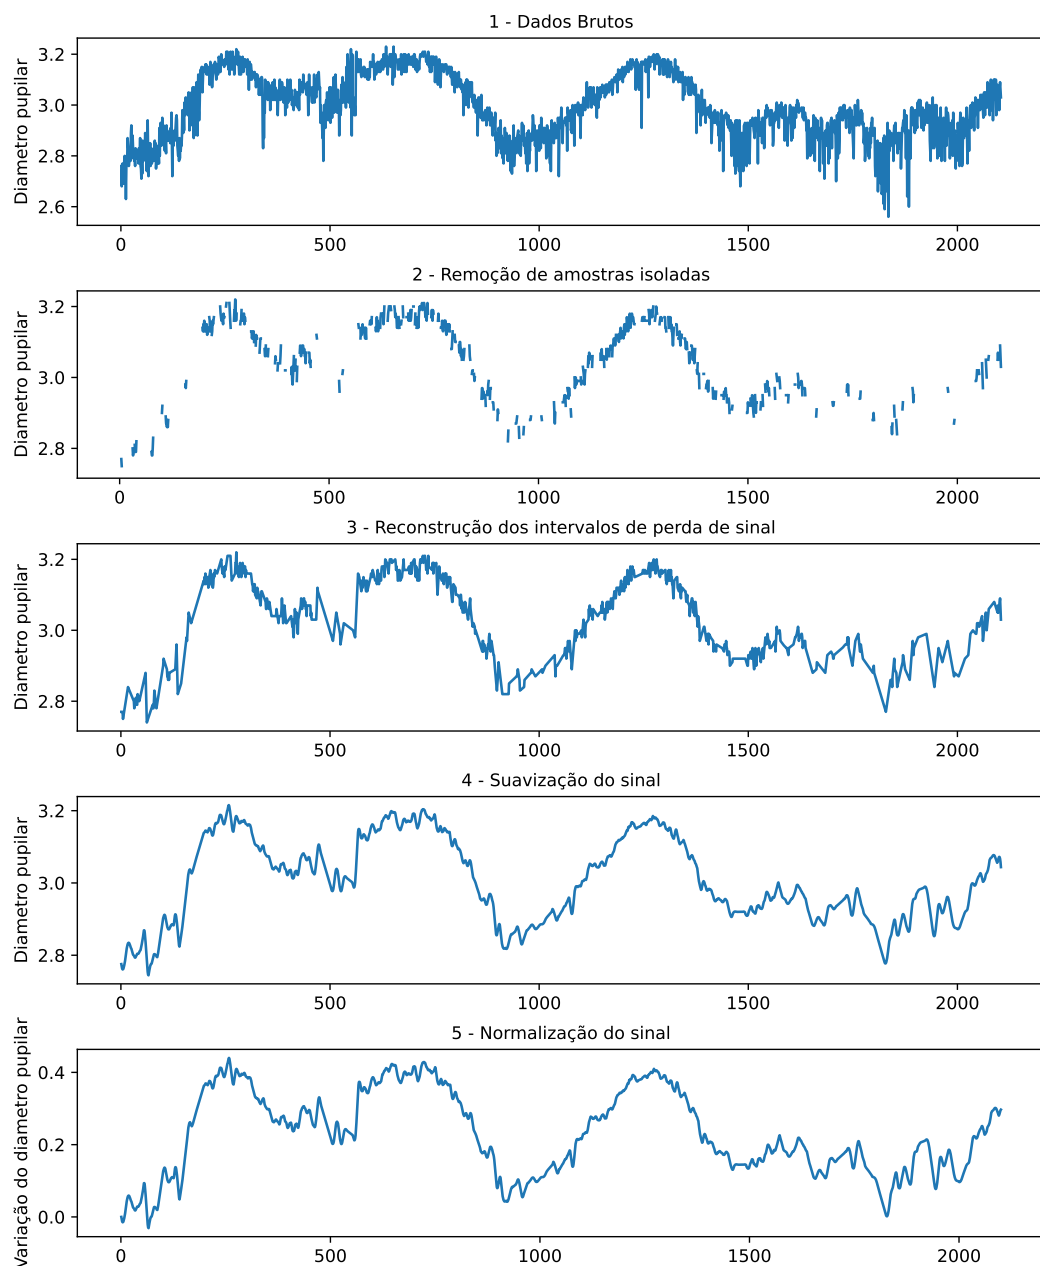 1 - Dados Brutos
Diametro pupilar
3.2
3.0
2.8
2.6
0 500 1000 1500 2000
2 - Remoção de amostras isoladas
Diametro pupilar
3.2
3.0
2.8
0 500 1000 1500 2000
3 - Reconstrução dos intervalos de perda de sinal
Diametro pupilar
3.2
3.0
2.8
0 500 1000 1500 2000
4 - Suavização do sinal
Diametro pupilar
3.2
3.0
2.8
0 500 1000 1500 2000
5 - Normalização do sinal
Variação do diametro pupilar
0.4
0.2
0.0
0 500 1000 1500 2000